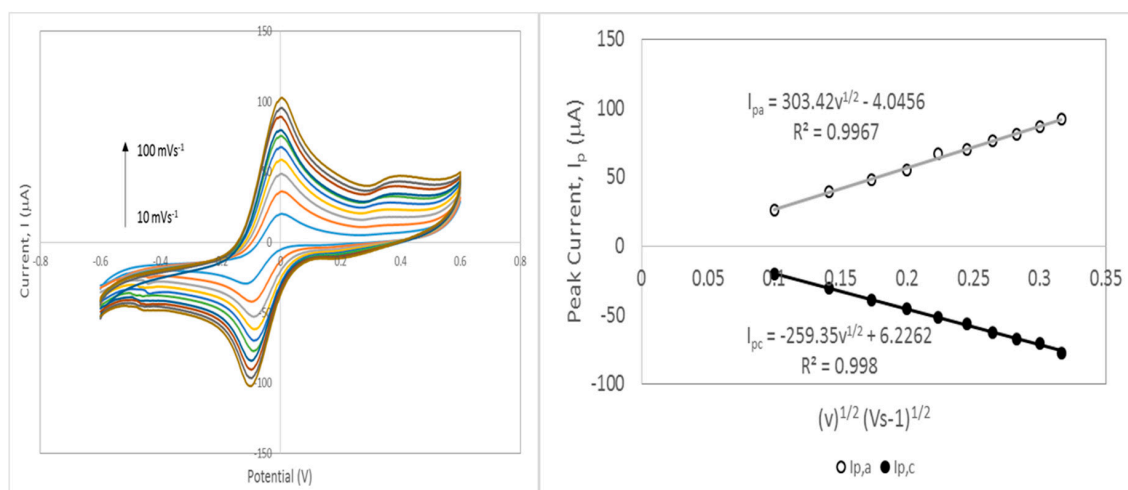 150
100
50
0
-50
-100
-150
-0.8
-0.6
-0.4
-0.2
0
0.2
0.4
0.6
0.8
Current, I (µA)
100 mVs-1
10 mVs-1
Potential (V)
150
100
50
0
-50
-100
0
0.05
0.1
0.15
0.2
0.25
0.3
0.35
Peak Current, Ip (µA)
Ipa = 303.42v1/2 - 4.0456
R² = 0.9967
Ipc = -259.35v1/2 + 6.2262
R² = 0.998
(v)1/2 (Vs-1)1/2
Ip,a Ip,c